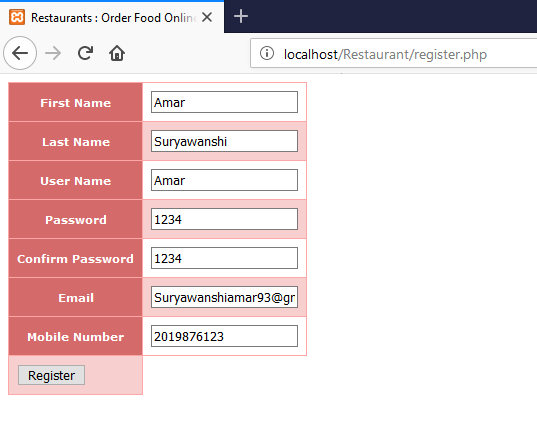 Restaurants : Order Food Onlin
localhost/Restaurant/register.php
First Name Amar
Last Name Suryawanshi
User Name Amar
Password 1234
Confirm Password 1234
Email Suryawanshiamar93@gr
Mobile Number 2019876123
Register